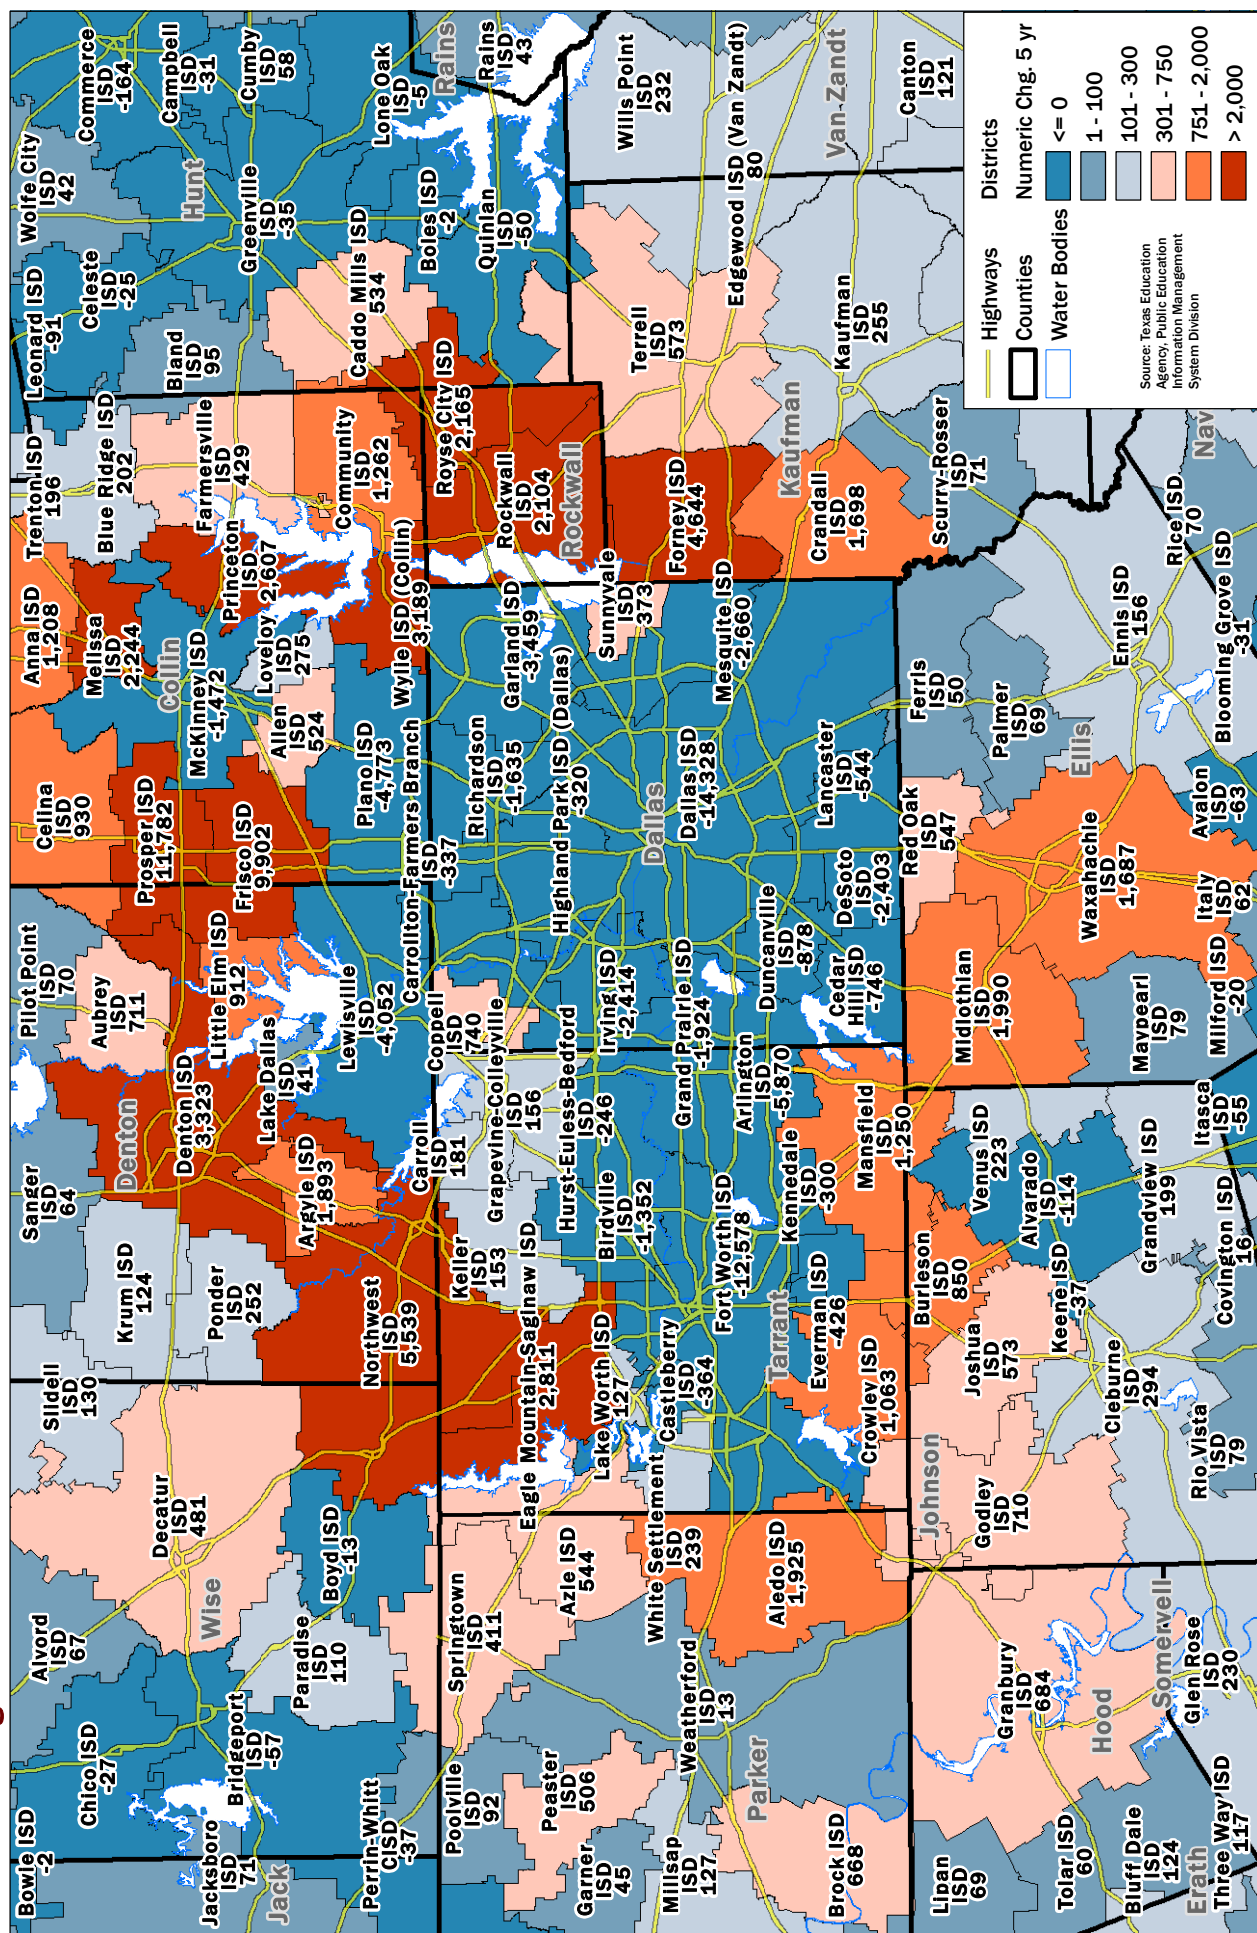 Bowie ISD
-2
Chico ISD
-27
Alvord
ISD
67
Slidell
ISD
130
Sanger
ISD
64
Pilot Point
ISD
70
Celina
ISD
930
Anna ISD
1,208
Trenton ISD
196
Leonard ISD
-91
Wolfe City
ISD
42
Commerce
ISD
-164
Decatur
ISD
481
Krum ISD
124
Denton
Aubrey
ISD
711
Prosper ISD
11,782
Melissa
ISD
2,244
Blue Ridge ISD
202
Celeste
ISD
-25
Campbell
ISD
-31
Jacksboro
ISD
71
Bridgeport
ISD
-57
Wise
Ponder
ISD
252
Denton ISD
3,323
Little Elm ISD
912
Frisco ISD
9,902
Collin
McKinney ISD
-1,472
Princeton
ISD
2,607
Farmersville
ISD
429
Bland
ISD
95
Hunt
Greenville
ISD
-35
Cumby
ISD
58
Jack
Paradise
ISD
110
Boyd ISD
-13
Argyle ISD
1,893
Lake Dallas
ISD
41
Lovejoy
ISD
275
Allen
ISD
524
Perrin-Whitt
CISD
-37
Northwest
ISD
5,539
Lewisville
ISD
-4,052
Plano ISD
-4,773
Community
ISD
1,262
Caddo Mills ISD
534
Lone Oak
ISD
-5
Poolville
ISD
92
Springtown
ISD
411
Keller
ISD
153
Carroll
ISD
181
Coppell
ISD
740
Carrollton-Farmers Branch
ISD
-337
Wylie ISD (Collin)
3,189
Royse City ISD
2,165
Boles ISD
-2
Rains
Rains
ISD
43
Peaster
ISD
506
Azle ISD
544
Eagle Mountain-Saginaw ISD
2,811
Grapevine-Colleyville
ISD
156
Richardson
ISD
-1,635
Garland ISD
-3,459
Rockwall
ISD
2,104
Quinlan
ISD
-50
Garner
ISD
45
Lake Worth ISD
127
Hurst-Euless-Bedford
ISD
-246
Highland Park ISD (Dallas)
-320
Rockwall
Millsap
ISD
127
Weatherford
ISD
13
White Settlement
ISD
239
Castleberry
ISD
-364
Birdville
ISD
-1,352
Irving ISD
-2,414
Dallas
Sunnyvale
ISD
373
Terrell
ISD
573
Wills Point
ISD
232
Parker
Aledo ISD
1,925
Fort Worth ISD
-12,578
Grand Prairie ISD
-1,924
Dallas ISD
-14,328
Mesquite ISD
-2,660
Forney ISD
4,644
Edgewood ISD (Van Zandt)
80
Tarrant
Arlington
ISD
-5,870
Duncanville
ISD
-878
Kaufman
Brock ISD
668
Everman ISD
-426
Kennedale
ISD
-300
Cedar
Hill ISD
-746
DeSoto
ISD
-2,403
Lancaster
ISD
-544
Crandall
ISD
1,698
Kaufman
ISD
255
Van Zandt
Crowley ISD
1,063
Mansfield
ISD
1,250
Canton
ISD
121
Lipan
ISD
69
Granbury
ISD
684
Johnson
Godley
ISD
710
Joshua
ISD
573
Burleson
ISD
850
Venus ISD
223
Midlothian
ISD
1,990
Red Oak
ISD
547
Ferris
ISD
50
Scurry-Rosser
ISD
71
Tolar ISD
60
Hood
Keene ISD
-37
Alvarado
ISD
-114
Palmer
ISD
69
Ellis
Bluff Dale
ISD
124
Cleburne
ISD
294
Grandview ISD
199
Maypearl
ISD
79
Waxahachie
ISD
1,687
Ennis ISD
156
Rice ISD
70
Nav
Erath
Three Way ISD
117
Somervell
Glen Rose
ISD
230
Rio Vista
ISD
79
Covington ISD
16
Itasca
ISD
-55
Milford ISD
-20
Italy
ISD
62
Avalon
ISD
-63
Blooming Grove ISD
-31
Highways
Counties
Water Bodies
Source: Texas Education
Agency, Public Education
Information Management
System Division
Districts
Numeric Chg. 5 yr
<= 0
1 - 100
101 - 300
301 - 750
751 - 2,000
> 2,000